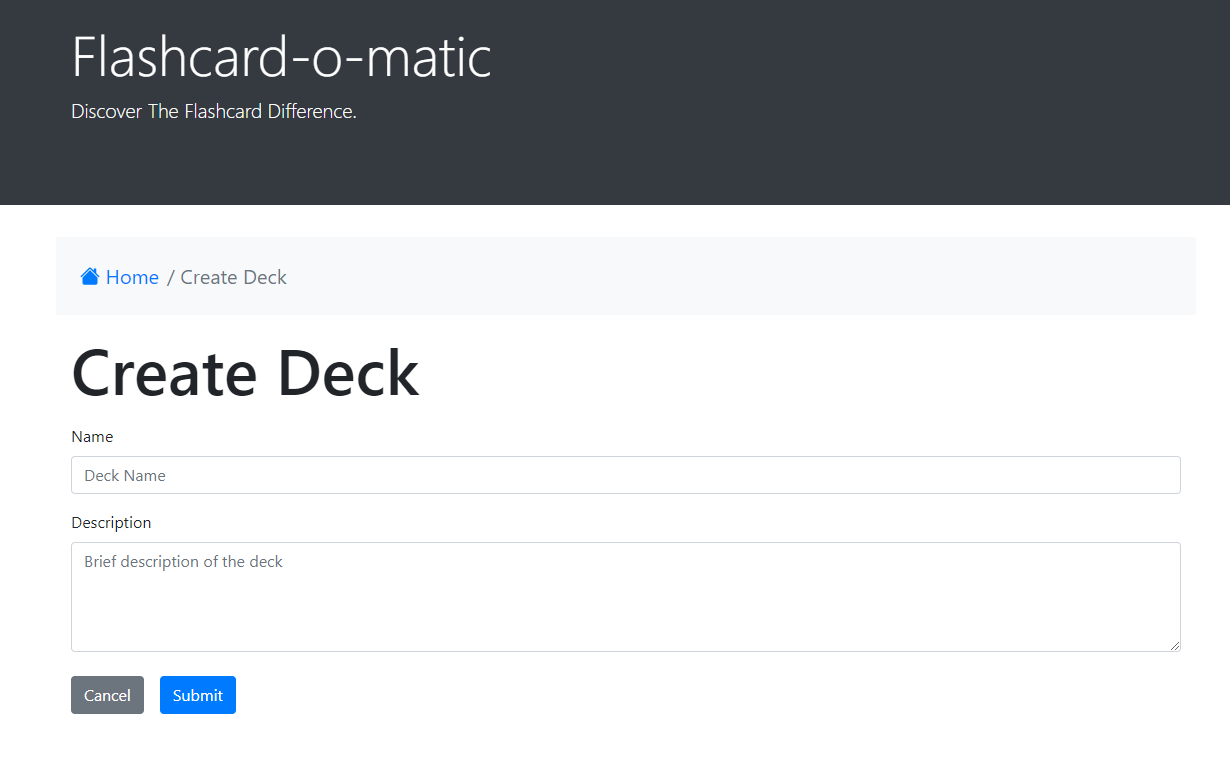 Flashcard-o-matic
Discover The Flashcard Difference.
Home / Create Deck
Create Deck
Name
Deck Name
Description
Brief description of the deck
Cancel Submit